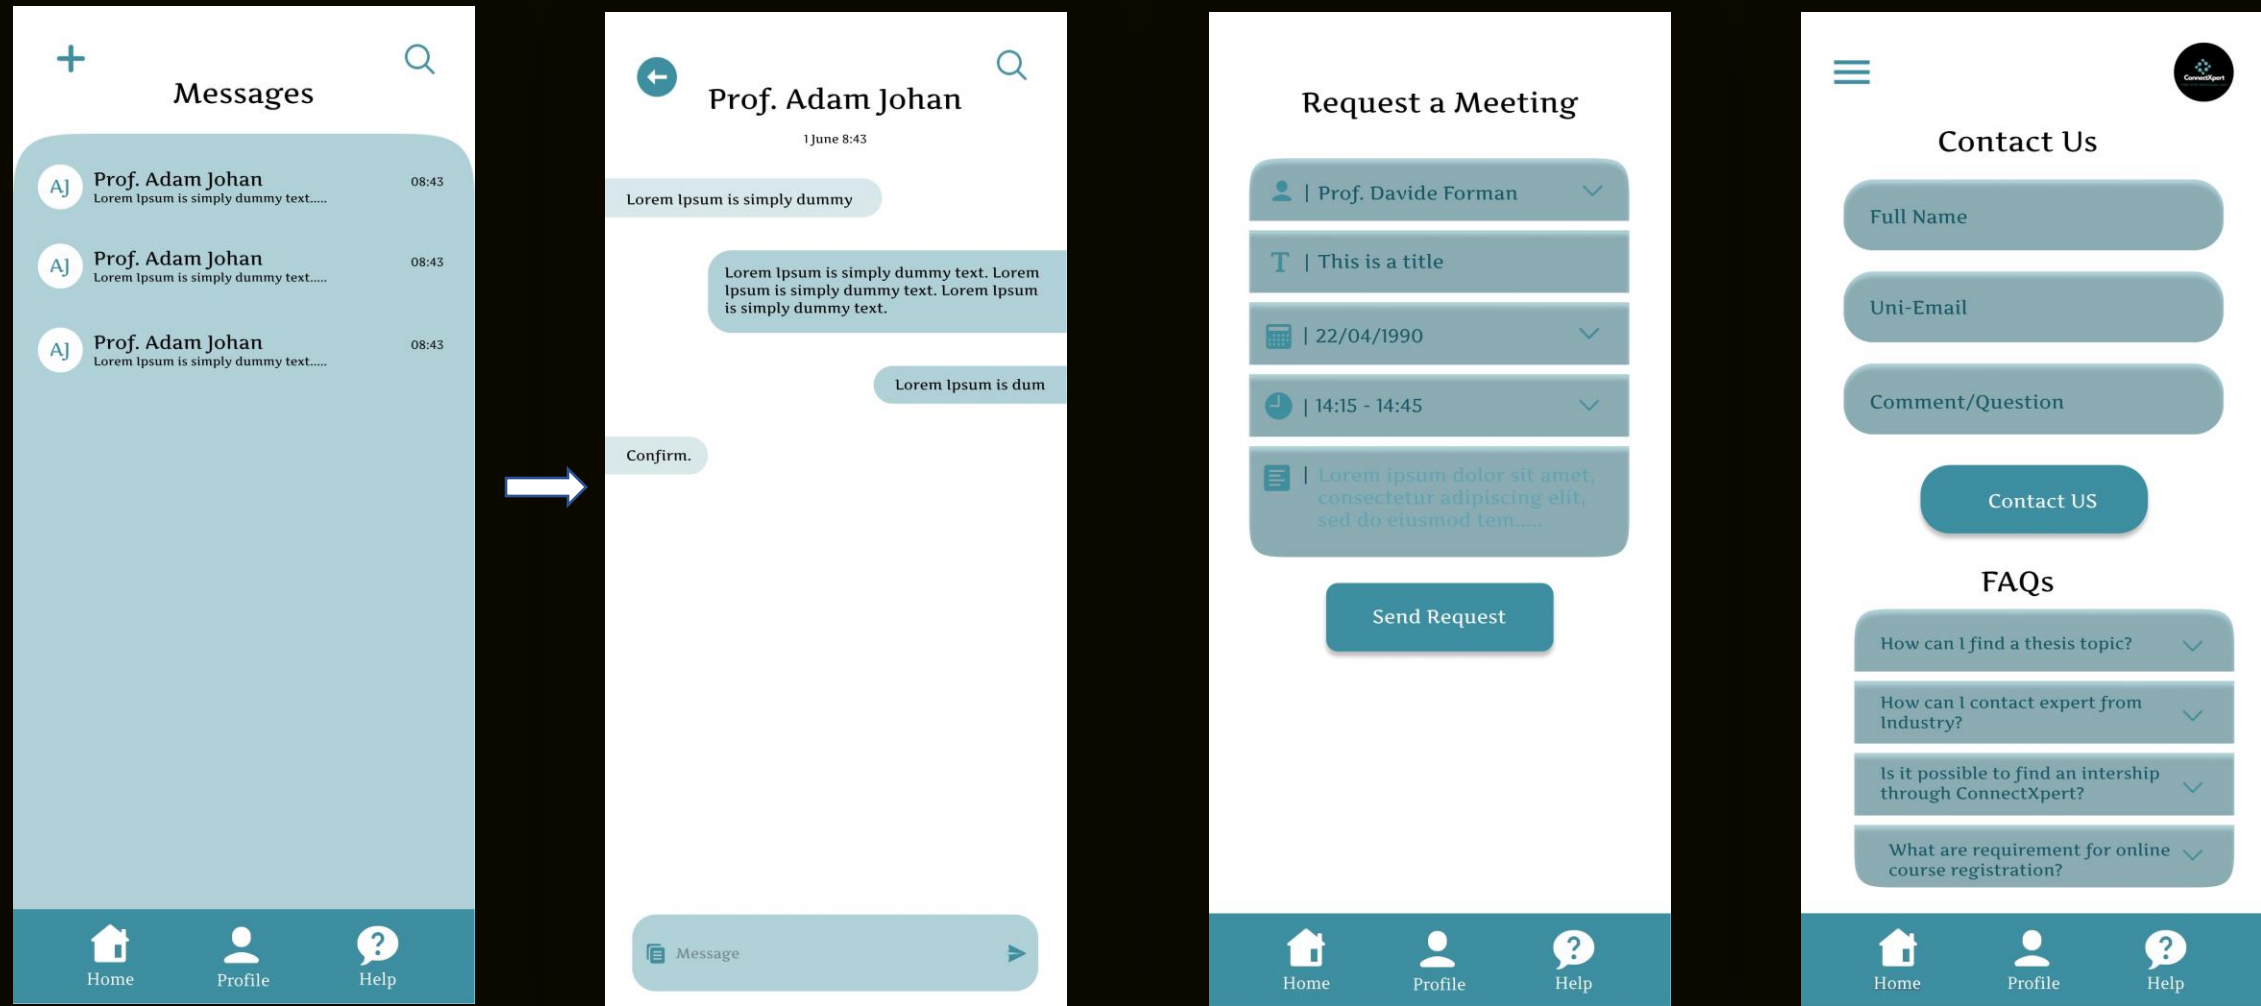 Messages
AJ
Prof. Adam Johan
08:43
Lorem Ipsum is simply dummy text.....
AJ
Prof. Adam Johan
08:43
Lorem Ipsum is simply dummy text.....
AJ
Prof. Adam Johan
08:43
Lorem Ipsum is simply dummy text.....
Home
Profile
Help
Prof. Adam Johan
1 June 8:43
Lorem Ipsum is simply dummy
Lorem Ipsum is simply dummy text. Lorem
Ipsum is simply dummy text. Lorem Ipsum
is simply dummy text.
Lorem Ipsum is dum
Confirm.
Message
Request a Meeting
| Prof. Davide Forman
T | This is a title
| 22/04/1990
| 14:15 - 14:45
| Lorem ipsum dolor sit amet,
consectetur adipiscing elit,
sed do eiusmod tem.....
Send Request
Home
Profile
Help
ConnectXpert
Contact Us
Full Name
Uni-Email
Comment/Question
Contact US
FAQs
How can I find a thesis topic?
How can I contact expert from
Industry?
Is it possible to find an intership
through ConnectXpert?
What are requirement for online
course registration?
Home
Profile
Help